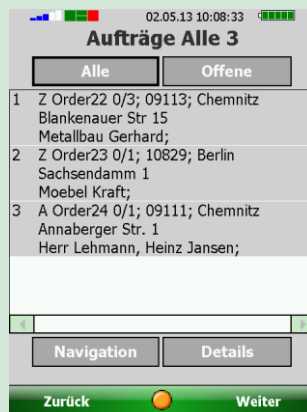 02.05.13 10:08:33
Aufträge Alle 3
Alle Offene
1 Z Order22 0/3; 09113; Chemnitz
Blankenauer Str 15
Metallbau Gerhard;
2 Z Order23 0/1; 10829; Berlin
Sachsendamm 1
Moebel Kraft;
3 A Order24 0/1; 09111; Chemnitz
Annaberger Str. 1
Herr Lehmann, Heinz Jansen;
Navigation Details
Zurück Weiter